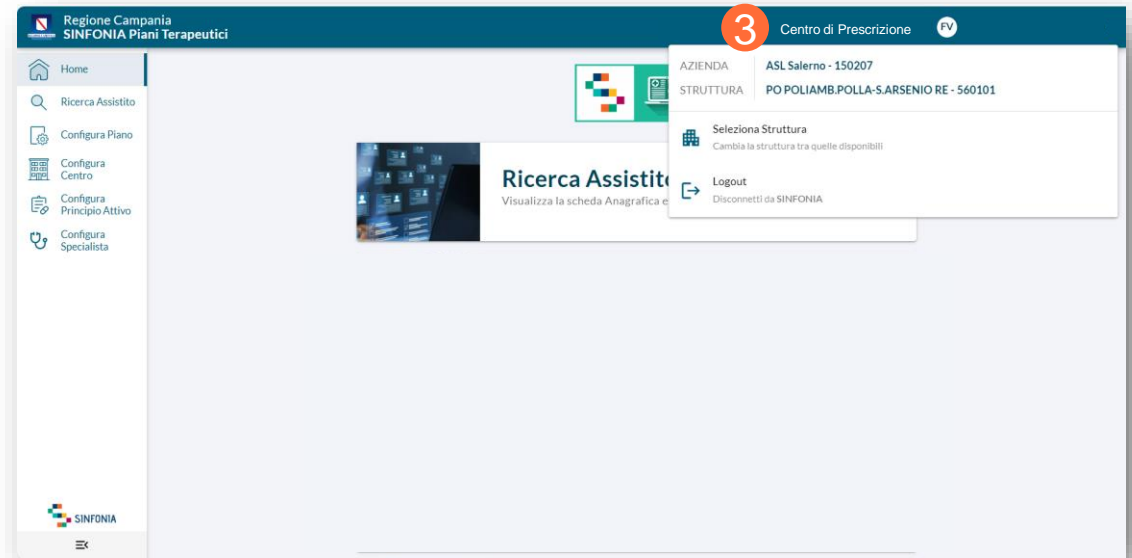 Regione Campania
SINFONIA Piani Terapeutici
3
Centro di Prescrizione
FV
Home
Ricerca Assistito
Configura Piano
Configura
Centro
Configura
Principio Attivo
Configura
Specialista
AZIENDA ASL Salerno - 150207
STRUTTURA PO POLIAMB.POLLA-S.ARSENIO RE - 560101
Seleziona Struttura
Cambia la struttura tra quelle disponibili
Logout
Disconnetti da SINFONIA
Ricerca Assistito
Visualizza la scheda Anagrafica e
SINFONIA